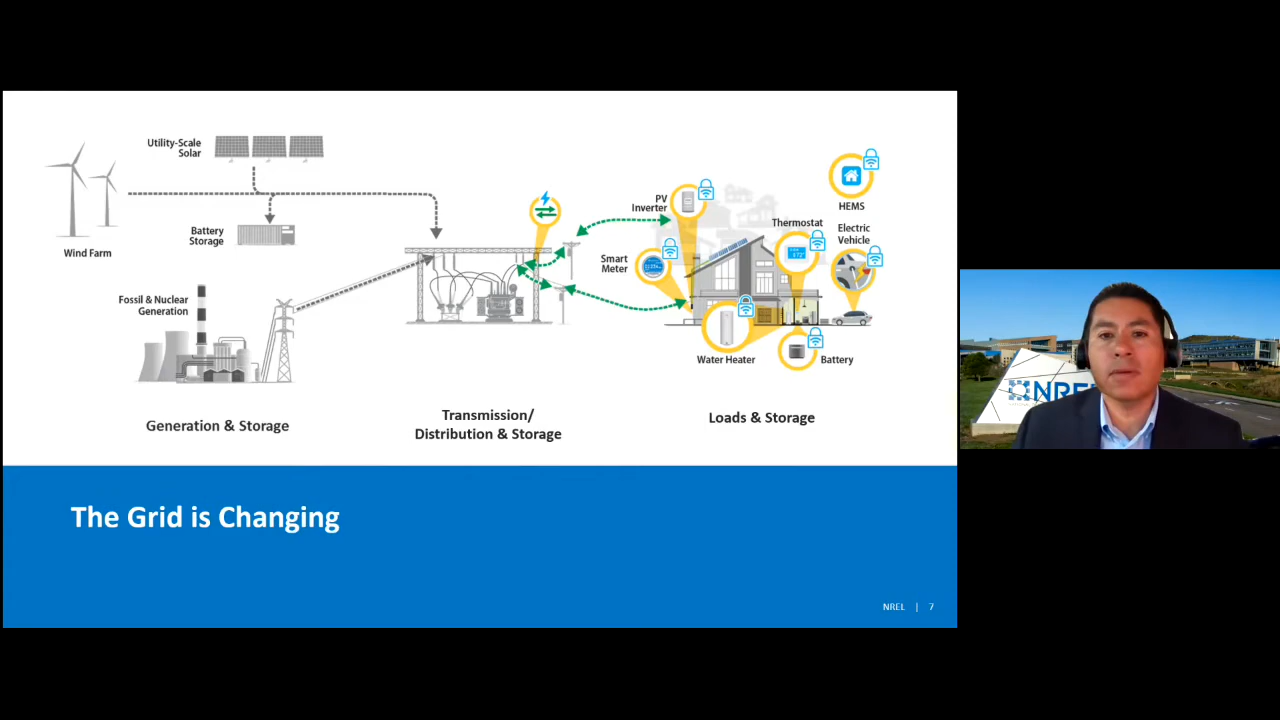 Utility-Scale
Solar
Wind Farm
Battery
Storage
Fossil & Nuclear
Generation
PV
Inverter
Smart
Meter
Thermostat
HEMS
Electric
Vehicle
Water Heater
Battery
Generation & Storage
Transmission/
Distribution & Storage
Loads & Storage
The Grid is Changing
NREL | 7
NREL